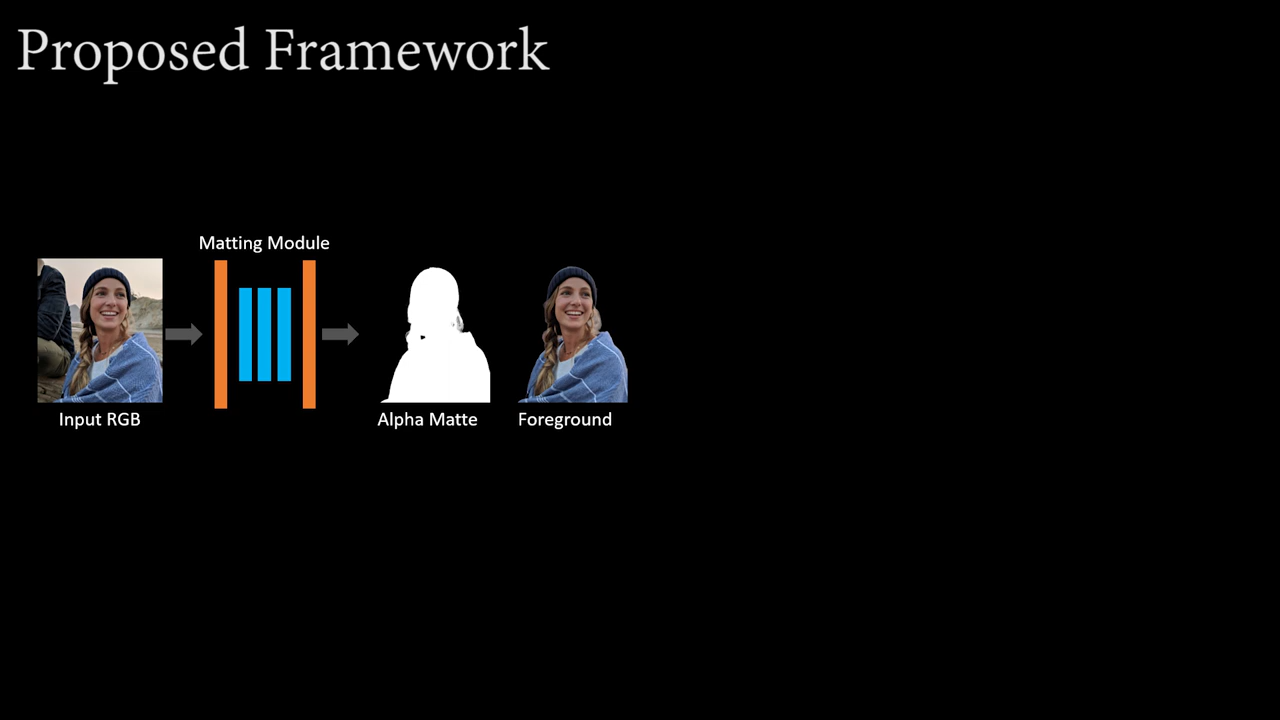 Proposed Framework
Matting Module
Input RGB
Alpha Matte
Foreground